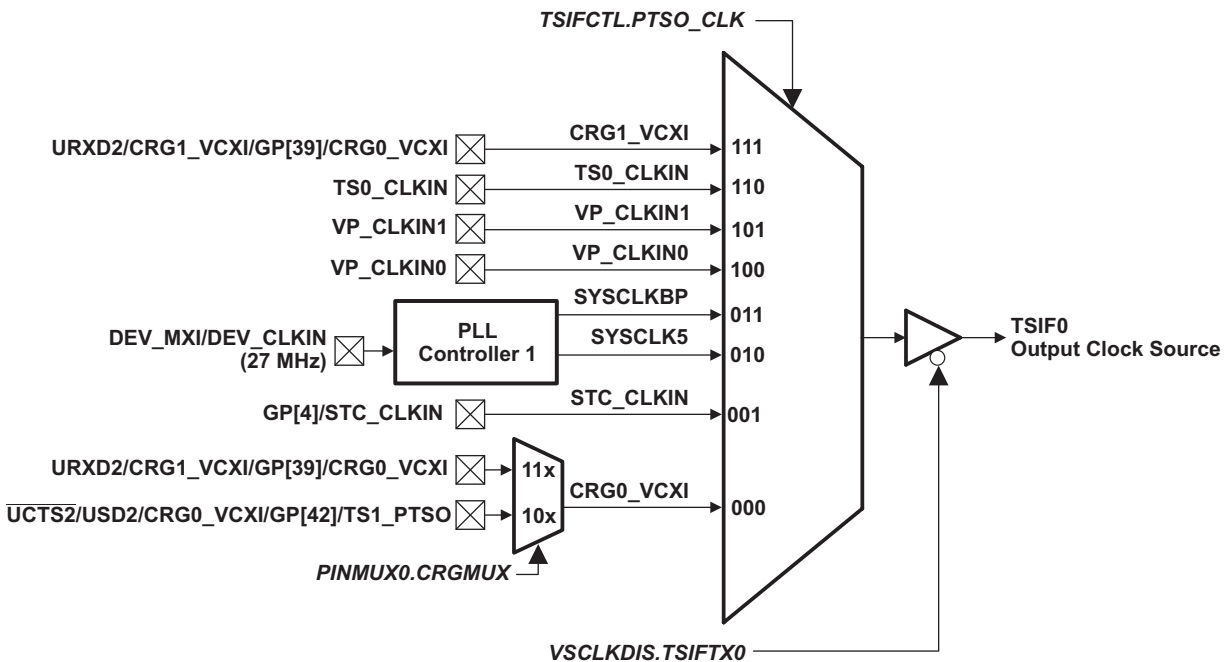 TSIFCTL.PTSO_CLK
URXD2/CRG1_VCXI/GP[39]/CRG0_VCXI
CRG1_VCXI
111
TS0_CLKIN
TS0_CLKIN
110
VP_CLKIN1
VP_CLKIN1
101
VP_CLKIN0
VP_CLKIN0
100
DEV_MXI/DEV_CLKIN
(27 MHz)
PLL
Controller 1
SYSCLKBP
011
SYSCLK5
010
TSIF0
Output Clock Source
GP[4]/STC_CLKIN
STC_CLKIN
001
URXD2/CRG1_VCXI/GP[39]/CRG0_VCXI
11x
UCTS2/USD2/CRG0_VCXI/GP[42]/TS1_PTSO
10x
CRG0_VCXI
000
PINMUX0.CRGMUX
VSCLKDIS.TSIFTX0